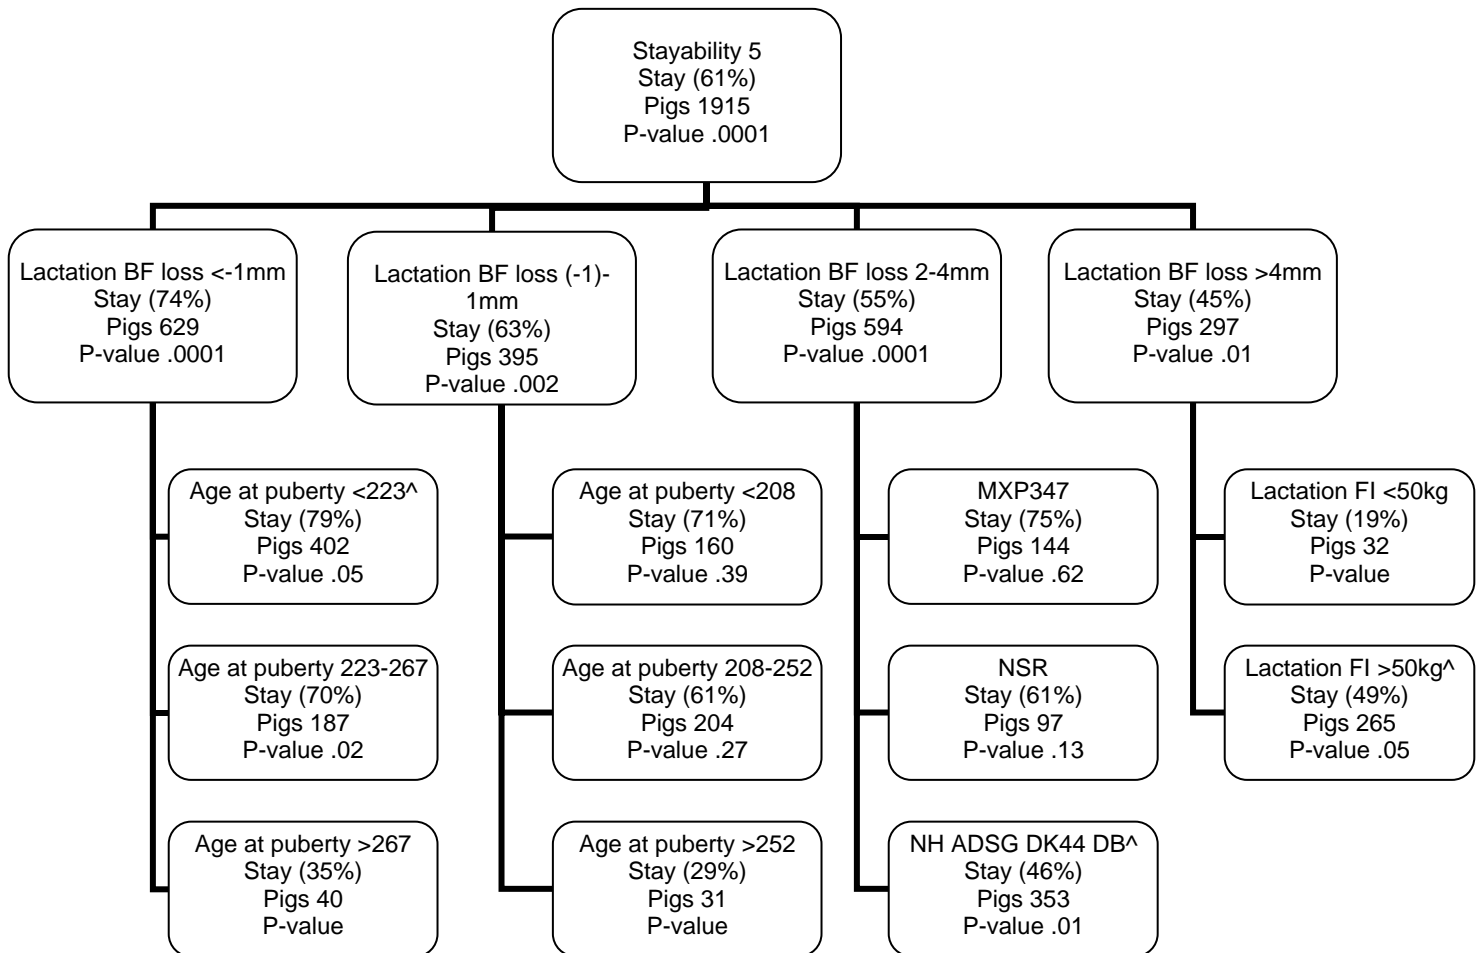 Stayability 5
Stay (61%)
Pigs 1915
P-value .0001
Lactation BF loss <-1mm
Stay (74%)
Pigs 629
P-value .0001
Lactation BF loss (-1)-
1mm
Stay (63%)
Pigs 395
P-value .002
Lactation BF loss 2-4mm
Stay (55%)
Pigs 594
P-value .0001
Lactation BF loss >4mm
Stay (45%)
Pigs 297
P-value .01
Age at puberty <223^
Stay (79%)
Pigs 402
P-value .05
Age at puberty <208
Stay (71%)
Pigs 160
P-value .39
MXP347
Stay (75%)
Pigs 144
P-value .62
Lactation FI <50kg
Stay (19%)
Pigs 32
P-value
Age at puberty 223-267
Stay (70%)
Pigs 187
P-value .02
Age at puberty 208-252
Stay (61%)
Pigs 204
P-value .27
NSR
Stay (61%)
Pigs 97
P-value .13
Lactation FI >50kg^
Stay (49%)
Pigs 265
P-value .05
Age at puberty >267
Stay (35%)
Pigs 40
P-value
Age at puberty >252
Stay (29%)
Pigs 31
P-value
NH ADSG DK44 DB^
Stay (46%)
Pigs 353
P-value .01